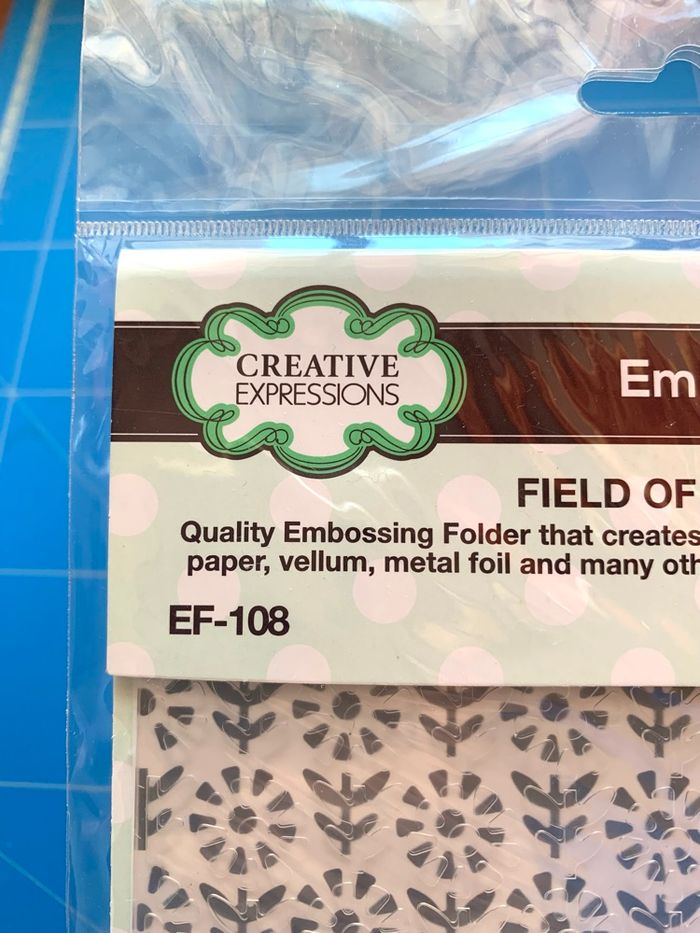 CREATIVE
EXPRESSIONS
Em
FIELD OF
Quality Embossing Folder that creates
paper, vellum, metal foil and many oth
EF-108